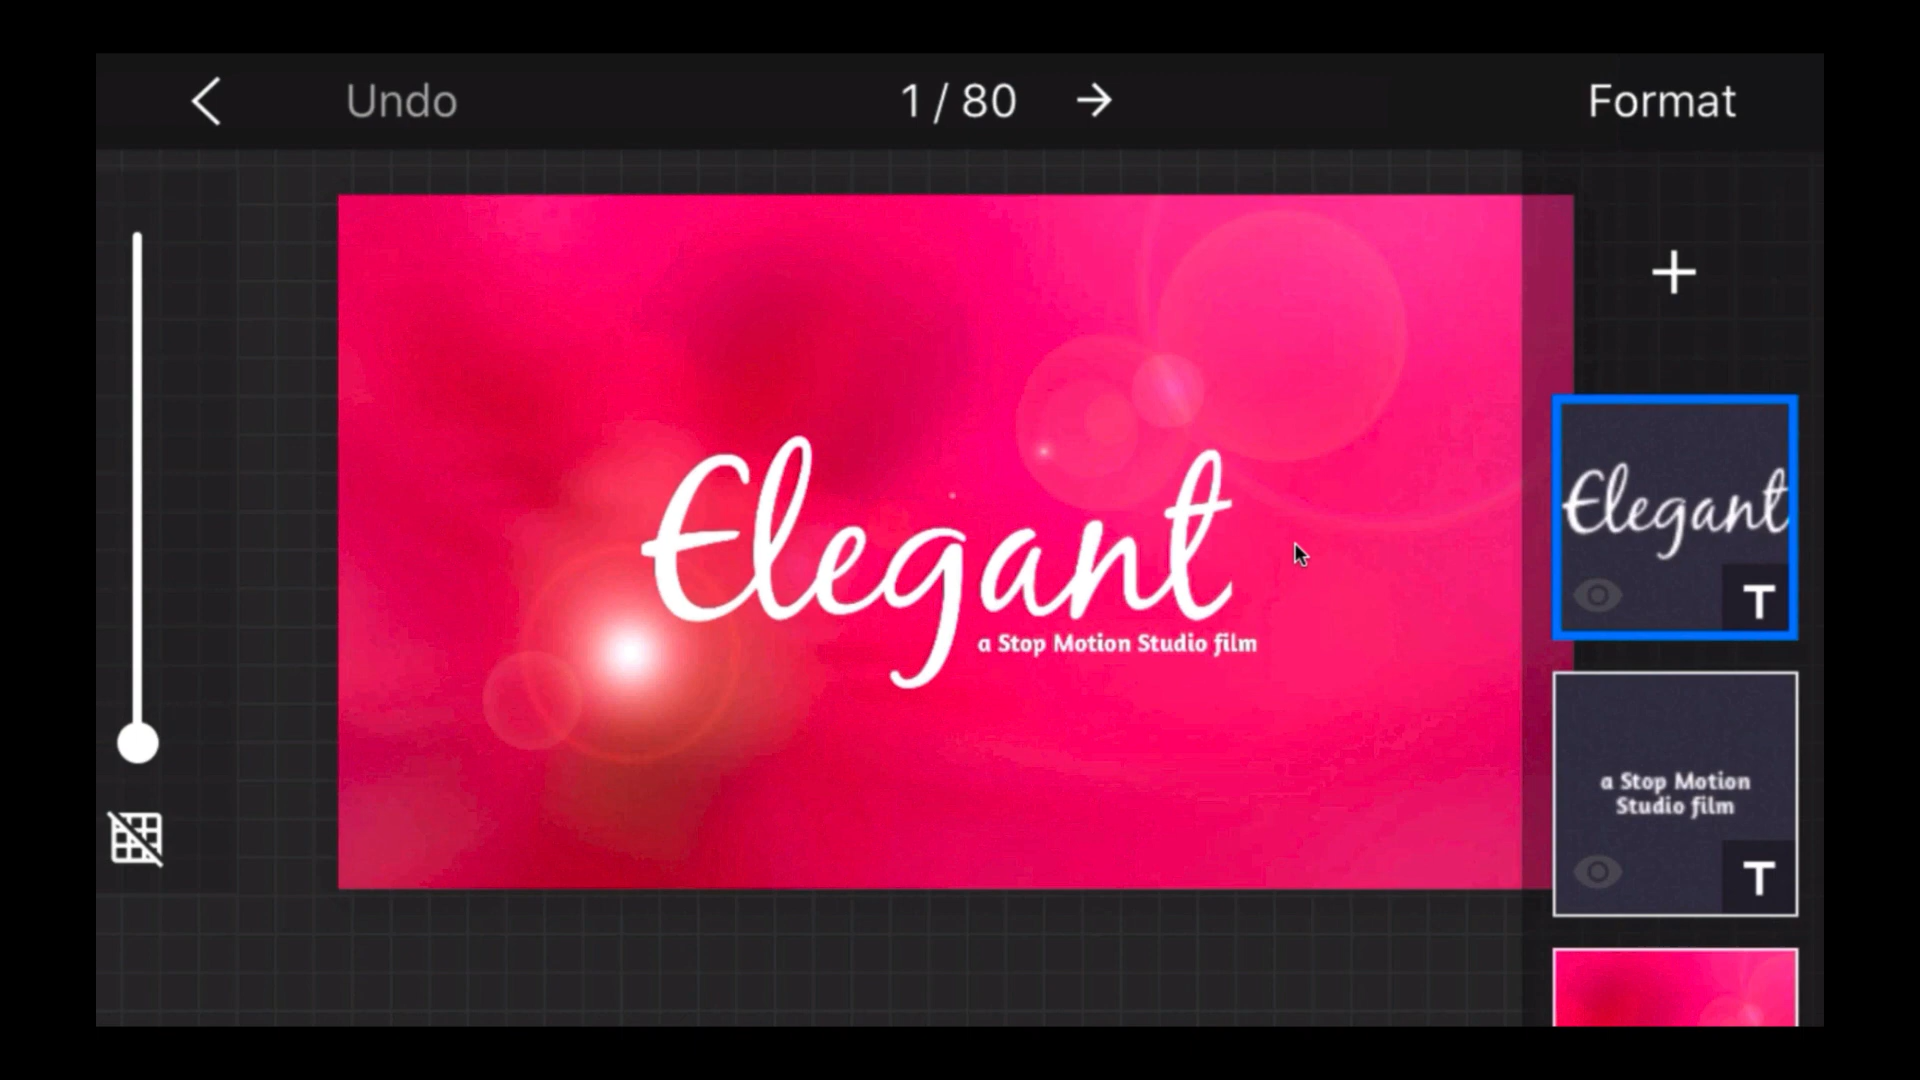 Undo
1 / 80
Format
Elegant
a Stop Motion Studio film
Elegant
T
a Stop Motion
Studio film
T